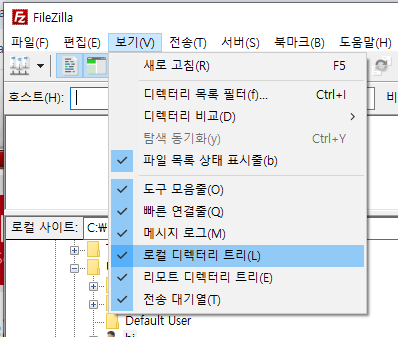 FileZilla
파일(F) 편집(E) 보기(V) 전송(T) 서버(S) 북마크(B) 도움말(H)
새로 고침(R) F5
호스트(H): 비
디렉터리 목록 필터(f)... Ctrl+I
디렉터리 비교(D)
탐색 동기화(y) Ctrl+Y
파일 목록 상태 표시줄(b)
도구 모음줄(O)
빠른 연결줄(Q)
메시지 로그(M)
로컬 사이트: C:₩
로컬 디렉터리 트리(L)
리모트 디렉터리 트리(E)
전송 대기열(T)
Default User